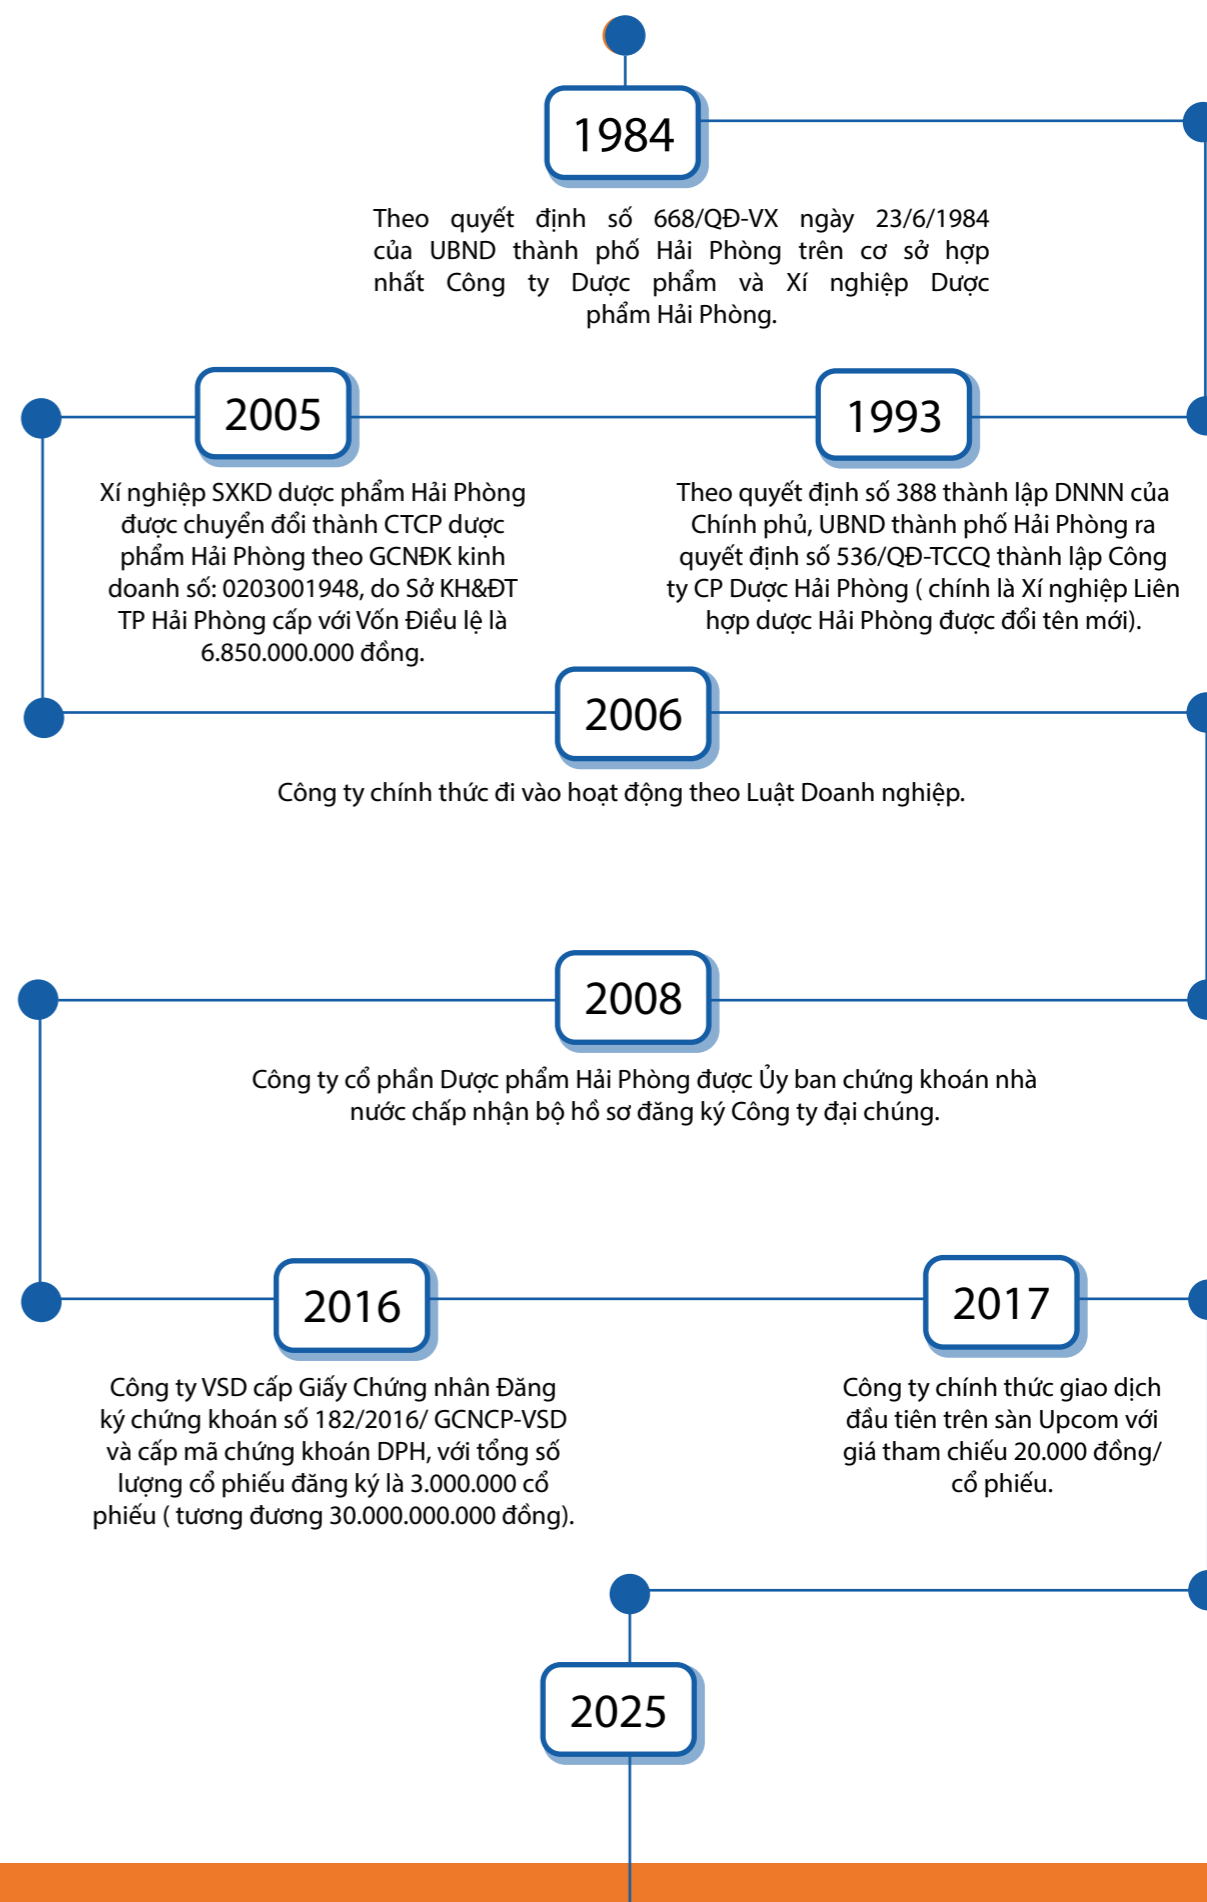 1984
Theo quyết định số 668/QĐ-VX ngày 23/6/1984
của UBND thành phố Hải Phòng trên cơ sở hợp
nhất Công ty Dược phẩm và Xí nghiệp Dược
phẩm Hải Phòng.
1993
Theo quyết định số 388 thành lập DNNN của
Chính phủ, UBND thành phố Hải Phòng ra
quyết định số 536/QĐ-TCCQ thành lập Công
ty CP Dược Hải Phòng ( chính là Xí nghiệp Liên
hợp dược Hải Phòng được đổi tên mới).
2005
Xí nghiệp SXKD dược phẩm Hải Phòng
được chuyển đổi thành CTCP dược
phẩm Hải Phòng theo GCNĐK kinh
doanh số: 0203001948, do Sở KH&ĐT
TP Hải Phòng cấp với Vốn Điều lệ là
6.850.000.000 đồng.
2006
Công ty chính thức đi vào hoạt động theo Luật Doanh nghiệp.
2008
Công ty cổ phần Dược phẩm Hải Phòng được Ủy ban chứng khoán nhà
nước chấp nhận bộ hồ sơ đăng ký Công ty đại chúng.
2016
Công ty VSD cấp Giấy Chứng nhân Đăng
ký chứng khoán số 182/2016/ GCNCP-VSD
và cấp mã chứng khoán DPH, với tổng số
lượng cổ phiếu đăng ký là 3.000.000 cổ
phiếu ( tương đương 30.000.000.000 đồng).
2017
Công ty chính thức giao dịch
đầu tiên trên sàn Upcom với
giá tham chiếu 20.000 đồng/
cổ phiếu.
2025